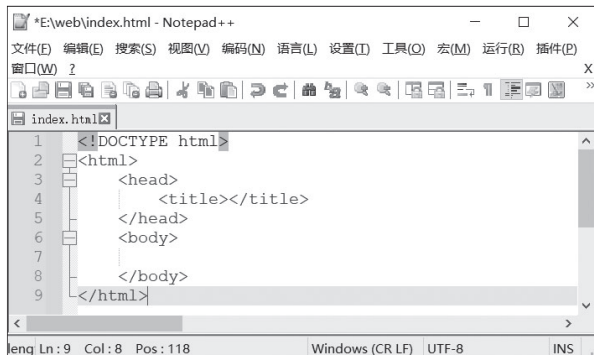 *E:\web\index.html - Notepad++
文件(F) 编辑(E) 搜索(S) 视图(V) 编码(N) 语言(L) 设置(T) 工具(O) 宏(M) 运行(R) 插件(P)
窗口(W) ? X
index.html
1 <!DOCTYPE html>
2 <html>
3 <head>
4 <title></title>
5 </head>
6 <body>
7
8 </body>
9 </html>
leng Ln : 9 Col : 8 Pos : 118 Windows (CR LF) UTF-8 INS